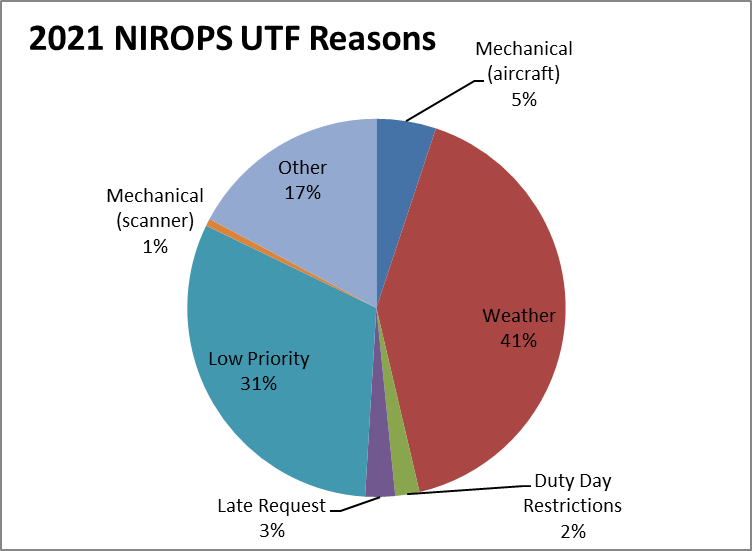 2021 NIROPS UTF Reasons
Mechanical
(aircraft)
5%
Weather
41%
Duty Day
Restrictions
2%
Late Request
3%
Low Priority
31%
Mechanical
(scanner)
1%
Other
17%